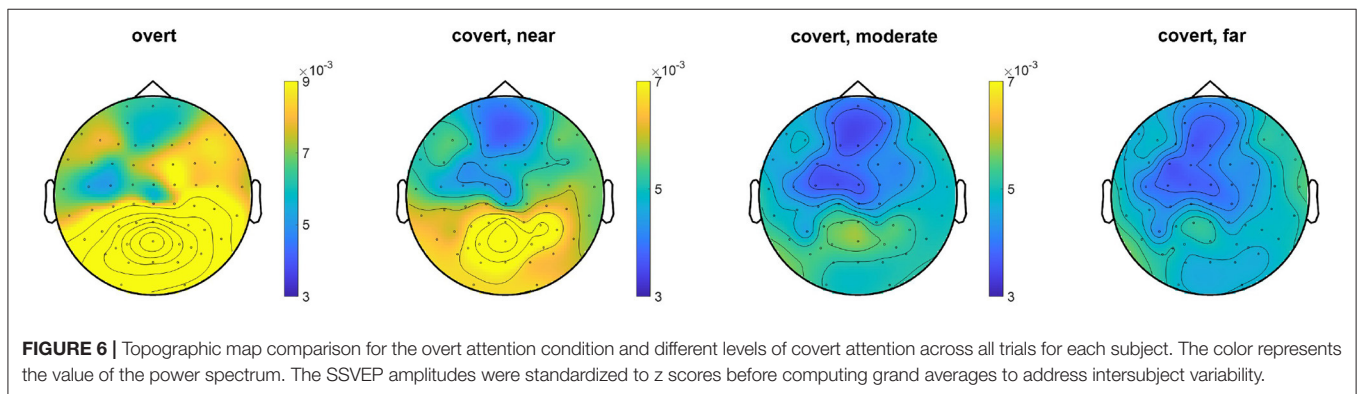 overt covert, near covert, moderate covert, far
×10⁻³ ×10⁻³ ×10⁻³
9 7 7
7 5 5
5
3 3 3
FIGURE 6 | Topographic map comparison for the overt attention condition and different levels of covert attention across all trials for each subject. The color represents
the value of the power spectrum. The SSVEP amplitudes were standardized to z scores before computing grand averages to address intersubject variability.